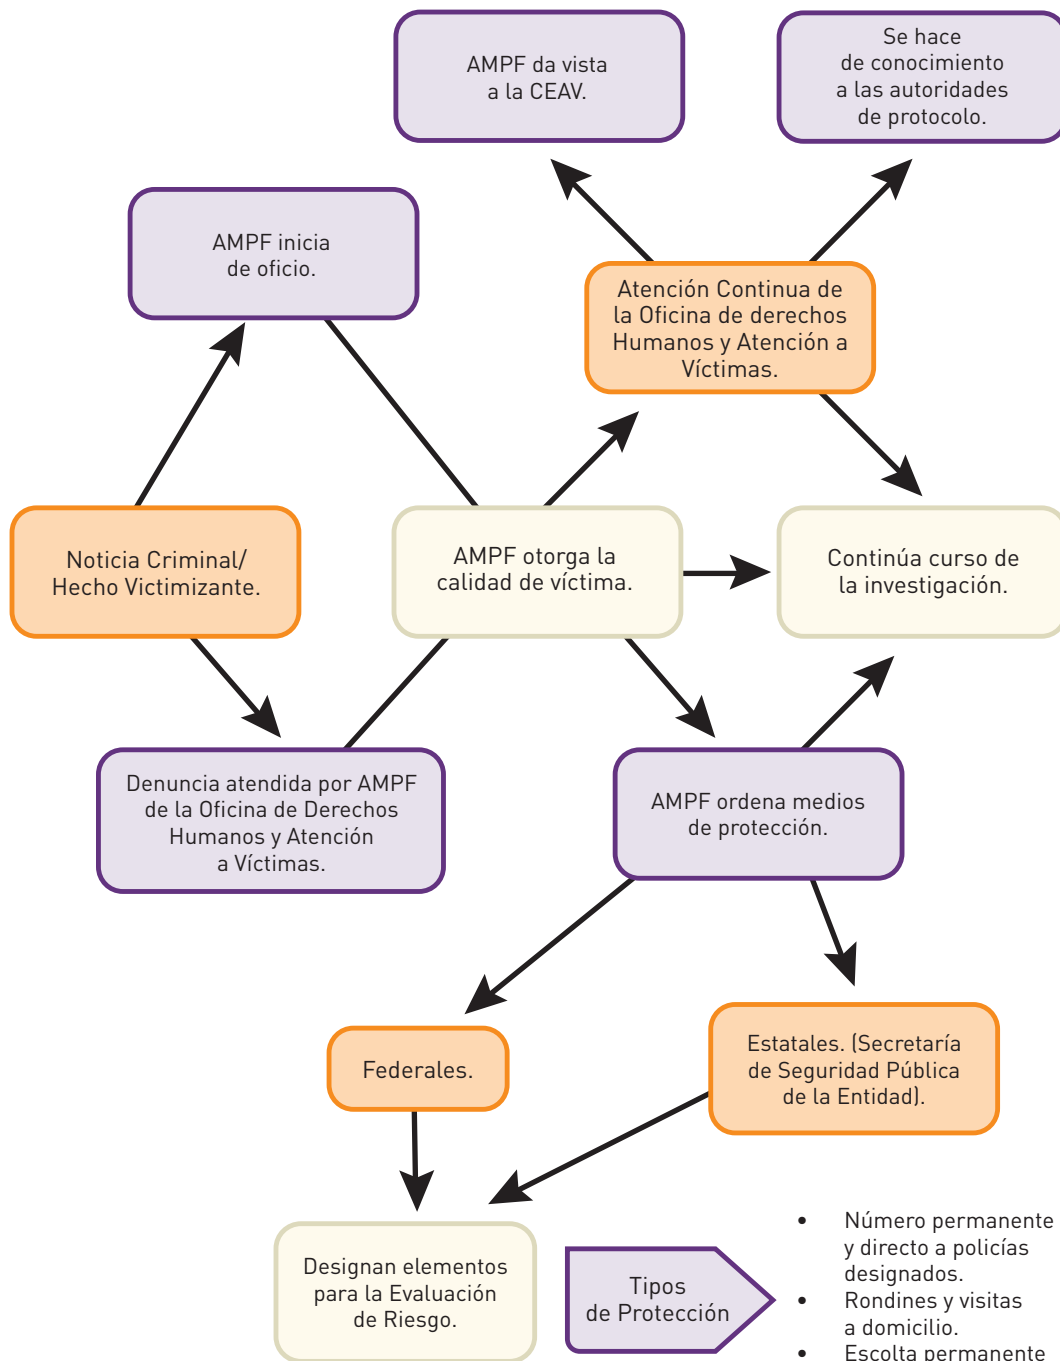 AMPF da vista
a la CEAV.
Se hace
de conocimiento
a las autoridades
de protocolo.
AMPF inicia
de oficio.
Atención Continua de
la Oficina de derechos
Humanos y Atención a
Víctimas.
Noticia Criminal/
Hecho Victimizante.
AMPF otorga la
calidad de víctima.
Continúa curso de
la investigación.
Denuncia atendida por AMPF
de la Oficina de Derechos
Humanos y Atención
a Víctimas.
AMPF ordena medios
de protección.
Federales.
Estatales. (Secretaría
de Seguridad Pública
de la Entidad).
Designan elementos
para la Evaluación
de Riesgo.
Tipos
de Protección
• Número permanente
y directo a policías
designados.
• Rondines y visitas
a domicilio.
• Escolta permanente